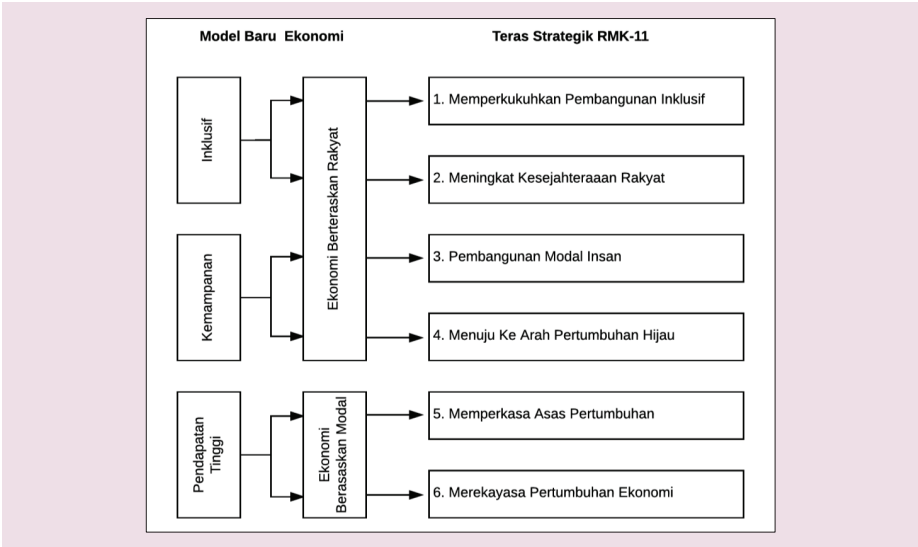 Model Baru Ekonomi
Teras Strategik RMK-11
Inklusif
Kemampanan
Pendapatan
Tinggi
Ekonomi Berteraskan Rakyat
Ekonomi
Berasaskan Modal
1. Memperkukuhkan Pembangunan Inklusif
2. Meningkat Kesejahteraaan Rakyat
3. Pembangunan Modal Insan
4. Menuju Ke Arah Pertumbuhan Hijau
5. Memperkasa Asas Pertumbuhan
6. Merekayasa Pertumbuhan Ekonomi